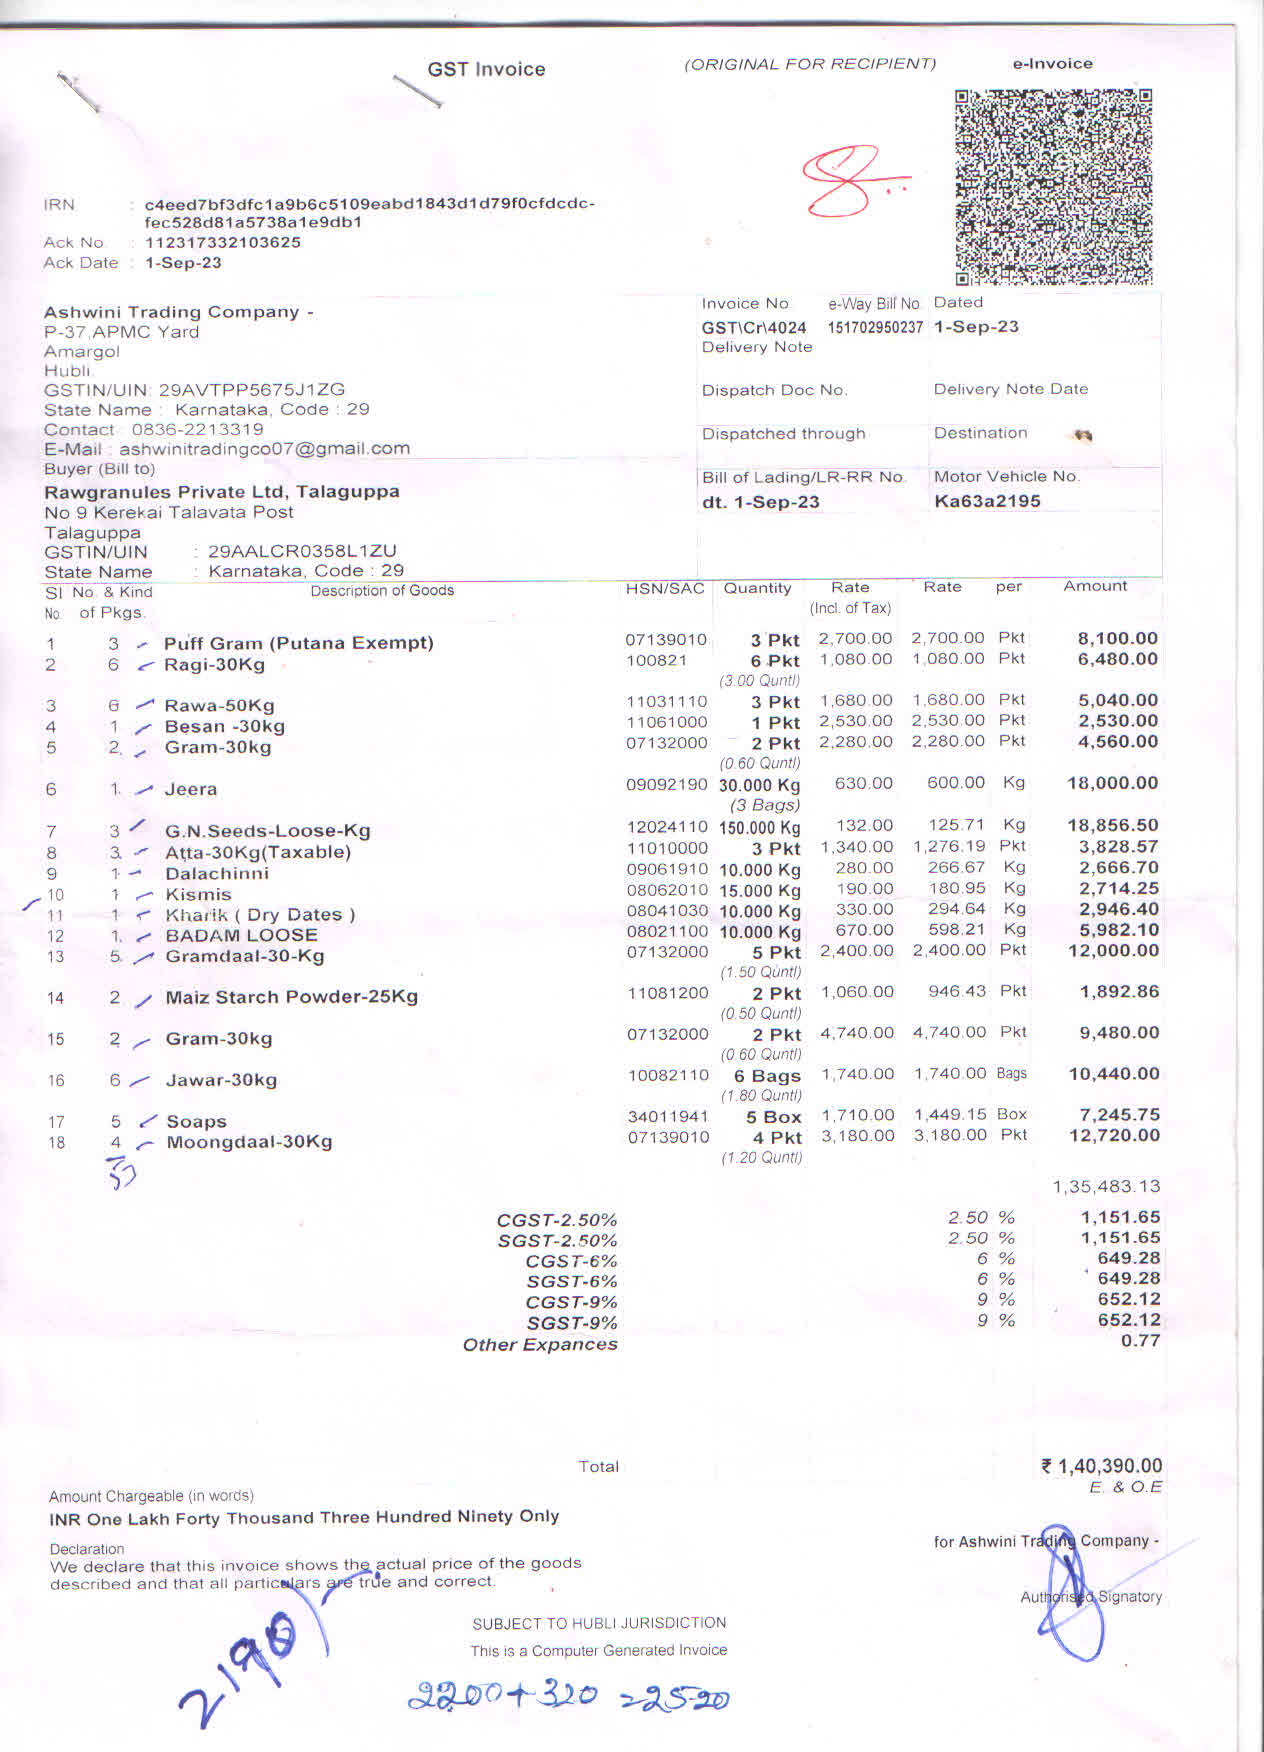 GST Invoice (ORIGINAL FOR RECIPIENT) e-Invoice
IRN : c4eed7bf3dfc1a9b6c5109eabd1843d1d79f0cfdcdc-
fec528d81a5738a1e9db1
Ack No. : 112317332103625
Ack Date : 1-Sep-23
Ashwini Trading Company -
P-37,APMC Yard
Amargol
Hubli
GSTIN/UIN: 29AVTPP5675J1ZG
State Name : Karnataka, Code : 29
Contact : 0836-2213319
E-Mail : ashwinitradingco07@gmail.com
Buyer (Bill to)
Rawgranules Private Ltd, Talaguppa
No 9 Kerekai Talavata Post
Talaguppa
GSTIN/UIN : 29AALCR0358L1ZU
State Name : Karnataka, Code : 29
Invoice No. e-Way Bill No. Dated
GST\Cr\4024 151702950237 1-Sep-23
Delivery Note
Dispatch Doc No. Delivery Note Date
Dispatched through Destination
Bill of Lading/LR-RR No. Motor Vehicle No.
dt. 1-Sep-23 Ka63a2195
Sl No. & Kind Description of Goods HSN/SAC Quantity Rate Rate per Amount
No. of Pkgs. (Incl. of Tax)
1 3 Puff Gram (Putana Exempt) 07139010 3 Pkt 2,700.00 2,700.00 Pkt 8,100.00
2 6 Ragi-30Kg 100821 6 Pkt 1,080.00 1,080.00 Pkt 6,480.00
(3.00 Quntl)
3 6 Rawa-50Kg 11031110 3 Pkt 1,680.00 1,680.00 Pkt 5,040.00
4 1 Besan -30kg 11061000 1 Pkt 2,530.00 2,530.00 Pkt 2,530.00
5 2 Gram-30kg 07132000 2 Pkt 2,280.00 2,280.00 Pkt 4,560.00
(0.60 Quntl)
6 1 Jeera 09092190 30.000 Kg 630.00 600.00 Kg 18,000.00
(3 Bags)
7 3 G.N.Seeds-Loose-Kg 12024110 150.000 Kg 132.00 125.71 Kg 18,856.50
8 3 Atta-30Kg(Taxable) 11010000 3 Pkt 1,340.00 1,276.19 Pkt 3,828.57
9 1 Dalachinni 09061910 10.000 Kg 280.00 266.67 Kg 2,666.70
10 1 Kismis 08062010 15.000 Kg 190.00 180.95 Kg 2,714.25
11 1 Kharik ( Dry Dates ) 08041030 10.000 Kg 330.00 294.64 Kg 2,946.40
12 1 BADAM LOOSE 08021100 10.000 Kg 670.00 598.21 Kg 5,982.10
13 5 Gramdaal-30-Kg 07132000 5 Pkt 2,400.00 2,400.00 Pkt 12,000.00
(1.50 Quntl)
14 2 Maiz Starch Powder-25Kg 11081200 2 Pkt 1,060.00 946.43 Pkt 1,892.86
(0.50 Quntl)
15 2 Gram-30kg 07132000 2 Pkt 4,740.00 4,740.00 Pkt 9,480.00
(0.60 Quntl)
16 6 Jawar-30kg 10082110 6 Bags 1,740.00 1,740.00 Bags 10,440.00
(1.80 Quntl)
17 5 Soaps 34011941 5 Box 1,710.00 1,449.15 Box 7,245.75
18 4 Moongdaal-30Kg 07139010 4 Pkt 3,180.00 3,180.00 Pkt 12,720.00
(1.20 Quntl)
53
1,35,483.13
CGST-2.50% 2.50 % 1,151.65
SGST-2.50% 2.50 % 1,151.65
CGST-6% 6 % 649.28
SGST-6% 6 % 649.28
CGST-9% 9 % 652.12
SGST-9% 9 % 652.12
Other Expances 0.77
Total ₹ 1,40,390.00
E. & O.E
Amount Chargeable (in words)
INR One Lakh Forty Thousand Three Hundred Ninety Only
Declaration
We declare that this invoice shows the actual price of the goods
described and that all particulars are true and correct.
for Ashwini Trading Company -
Authorised Signatory
SUBJECT TO HUBLI JURISDICTION
This is a Computer Generated Invoice
2190/-
2200+320 =2520